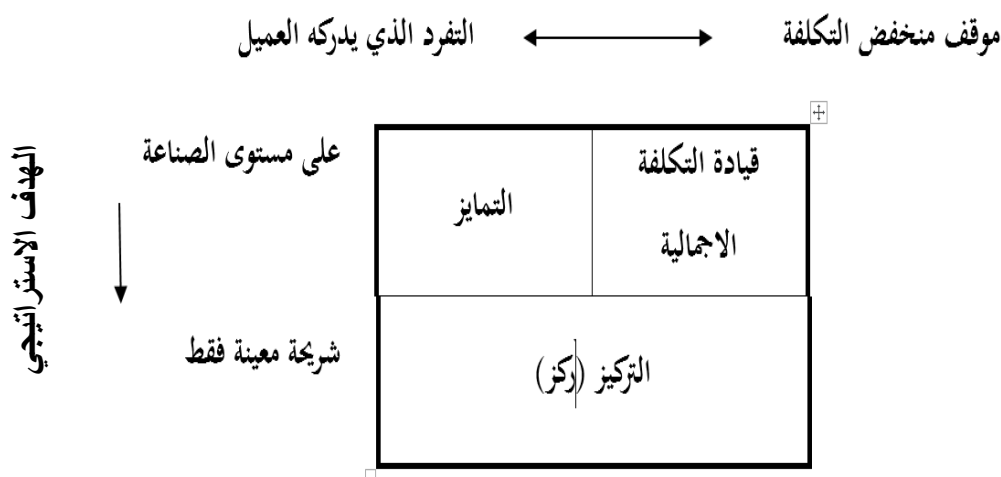 موقف منخفض التكلفة
التفرد الذي يدركه العميل
الهدف الاستراتيجي
على مستوى الصناعة
قيادة التكلفة
الاجمالية
التمايز
شريحة معينة فقط
التركيز (ركز)